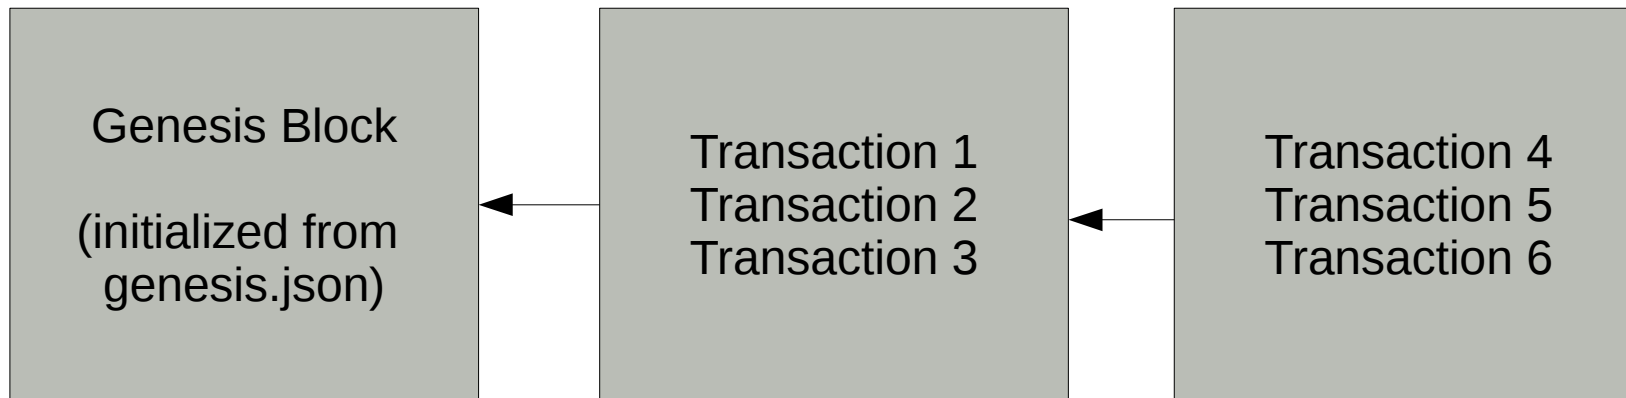 Genesis Block
(initialized from
genesis.json)
Transaction 1
Transaction 2
Transaction 3
Transaction 4
Transaction 5
Transaction 6